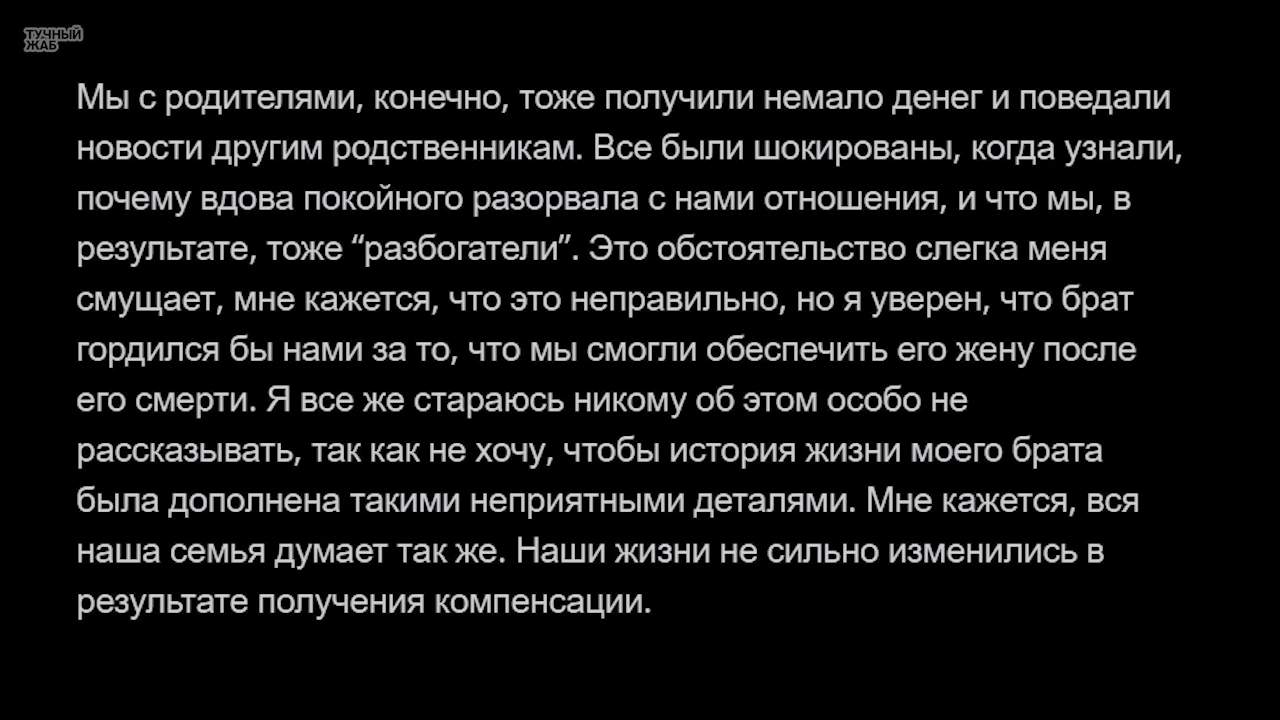 ТУЧНЫЙ
ЖАБ
Мы с родителями, конечно, тоже получили немало денег и поведали
новости другим родственникам. Все были шокированы, когда узнали,
почему вдова покойного разорвала с нами отношения, и что мы, в
результате, тоже “разбогатели”. Это обстоятельство слегка меня
смущает, мне кажется, что это неправильно, но я уверен, что брат
гордился бы нами за то, что мы смогли обеспечить его жену после
его смерти. Я все же стараюсь никому об этом особо не
рассказывать, так как не хочу, чтобы история жизни моего брата
была дополнена такими неприятными деталями. Мне кажется, вся
наша семья думает так же. Наши жизни не сильно изменились в
результате получения компенсации.